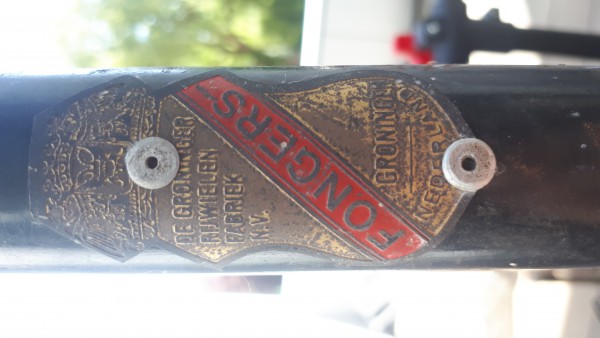 DE GRONINGER
RIJWIELEN
FABRIEK
N.V.
FONGERS
GRONINGEN
NEDERLAND